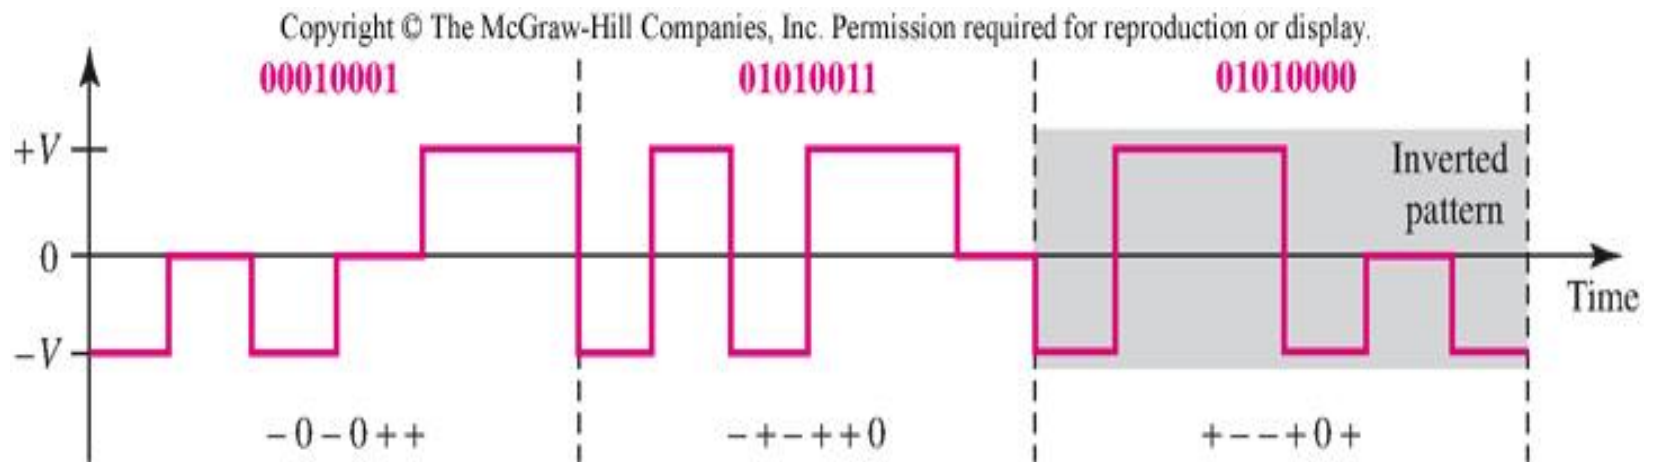 Copyright © The McGraw-Hill Companies, Inc. Permission required for reproduction or display.
00010001 01010011 01010000
+V
Inverted
pattern
0
Time
−V
− 0 − 0 + + − + − + + 0 + − − + 0 +